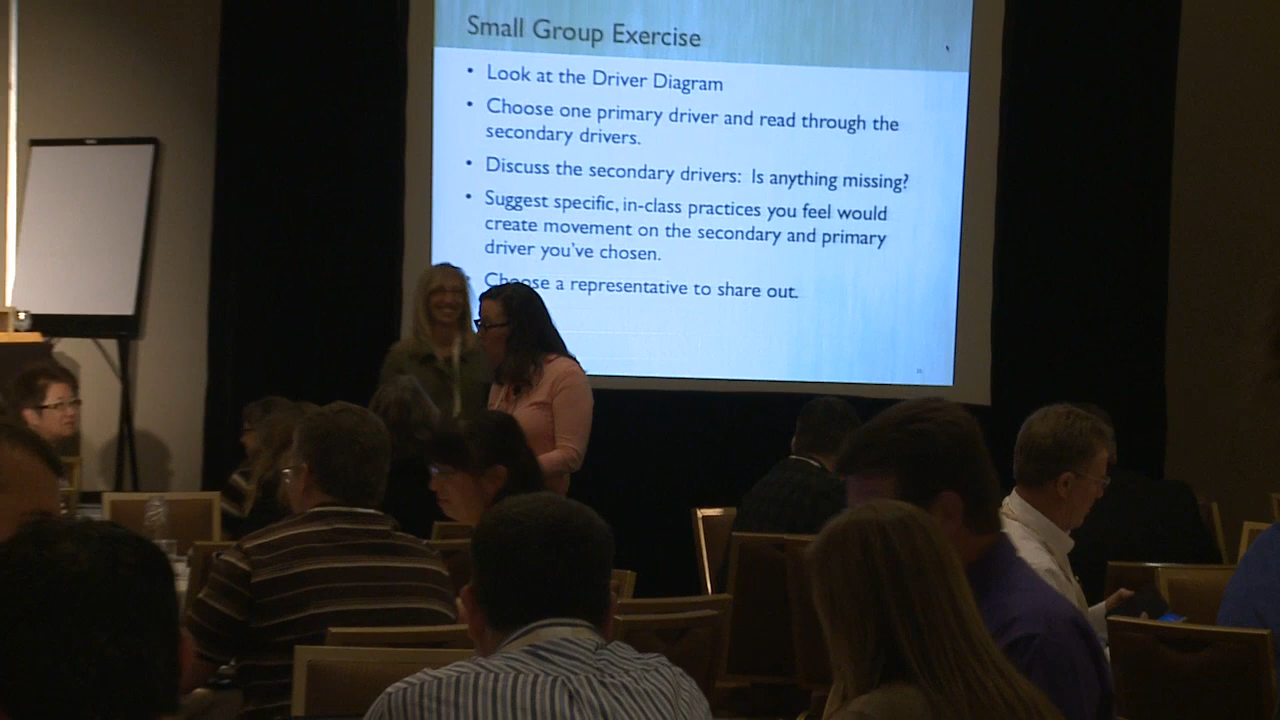 Small Group Exercise
• Look at the Driver Diagram
• Choose one primary driver and read through the
secondary drivers.
• Discuss the secondary drivers: Is anything missing?
• Suggest specific, in-class practices you feel would
create movement on the secondary and primary
driver you've chosen.
Choose a representative to share out.